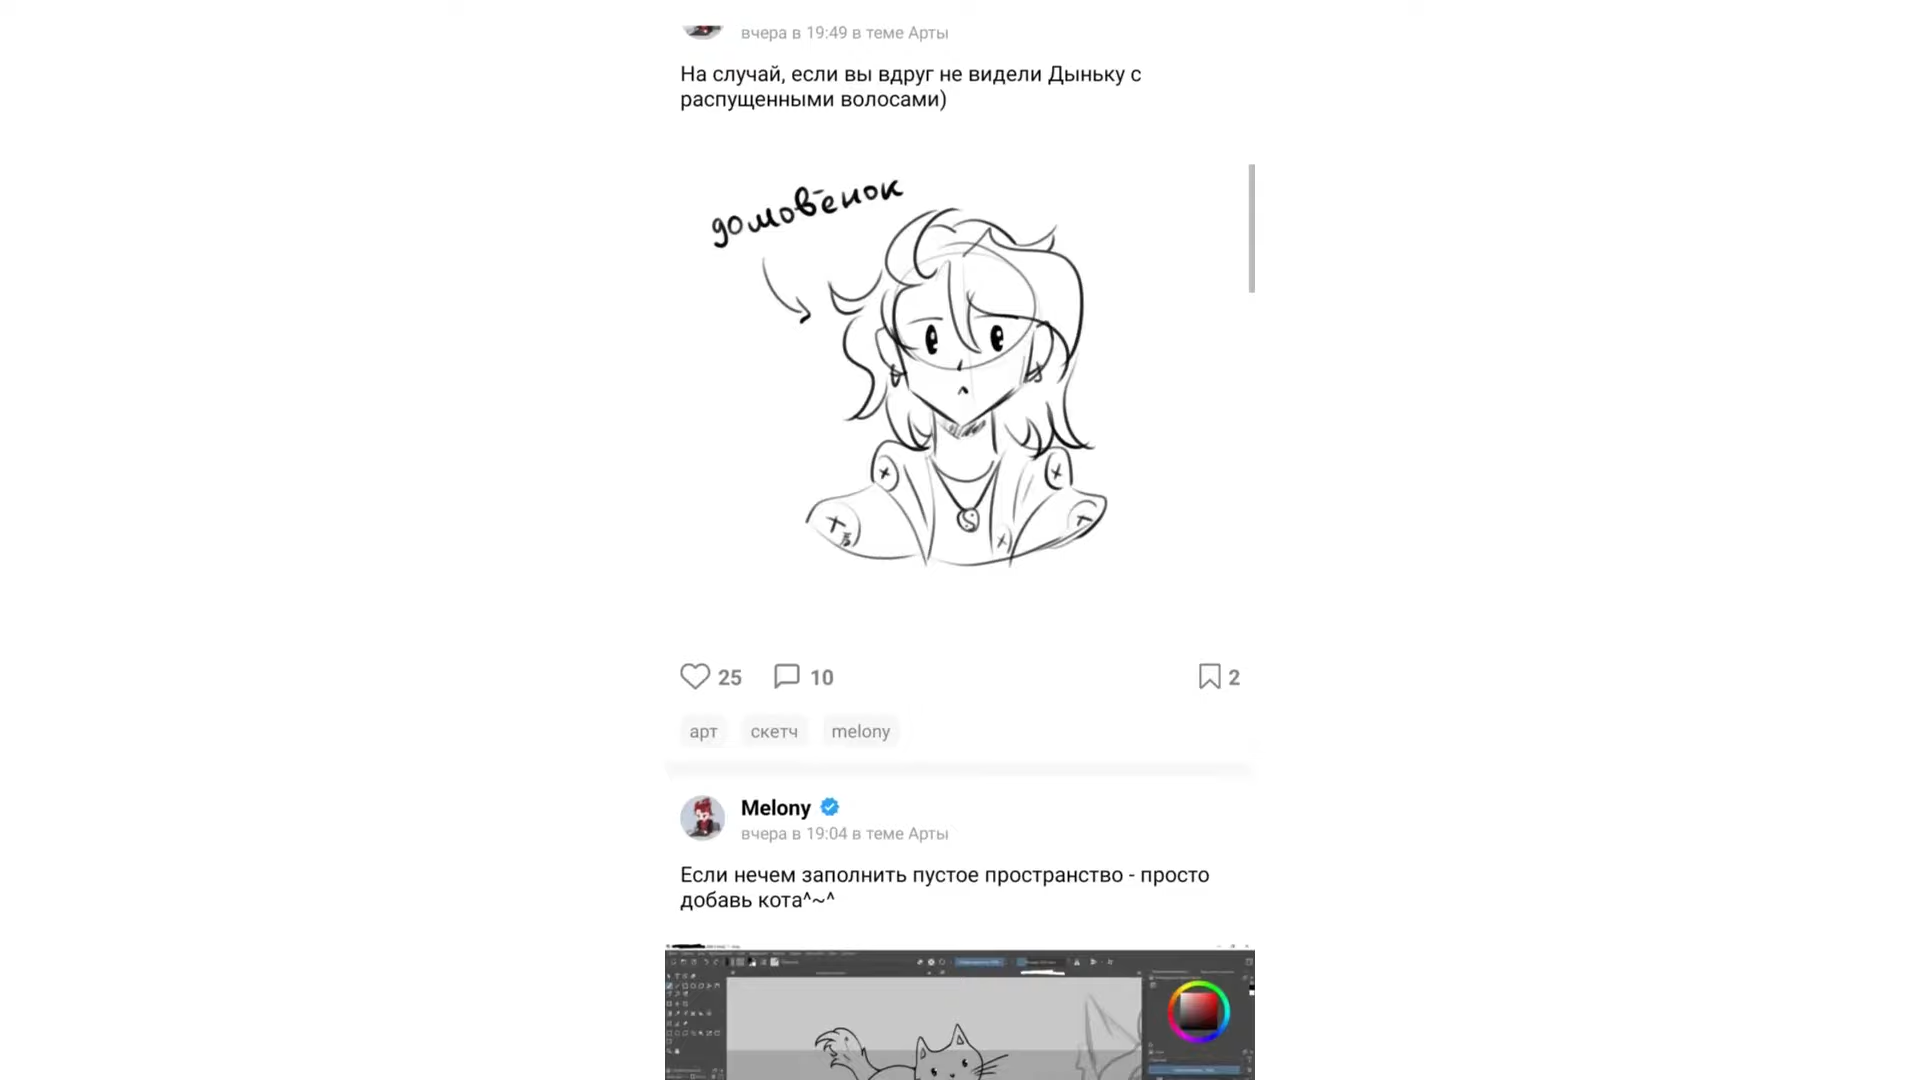 вчера в 19:49 в теме Арты
На случай, если вы вдруг не видели Дыньку с
распущенными волосами)
домовёнок
25
10
2
арт
скетч
melony
Melony
вчера в 19:04 в теме Арты
Если нечем заполнить пустое пространство - просто
добавь кота^~^